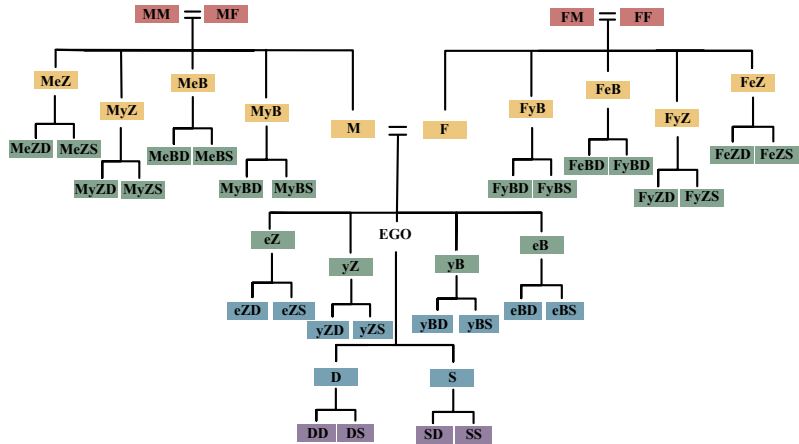 MM = MF
FM = FF
MeZ
MyZ
MeB
MyB
M = F
FyB
FeB
FyZ
FeZ
MeZD MeZS
MyZD MyZS
MeBD MeBS
MyBD MyBS
FyBD FyBS
FeBD FyBD
FyZD FyZS
FeZD FeZS
EGO
eZ
yZ
yB
eB
eZD eZS
yZD yZS
yBD yBS
eBD eBS
D
S
DD DS
SD SS